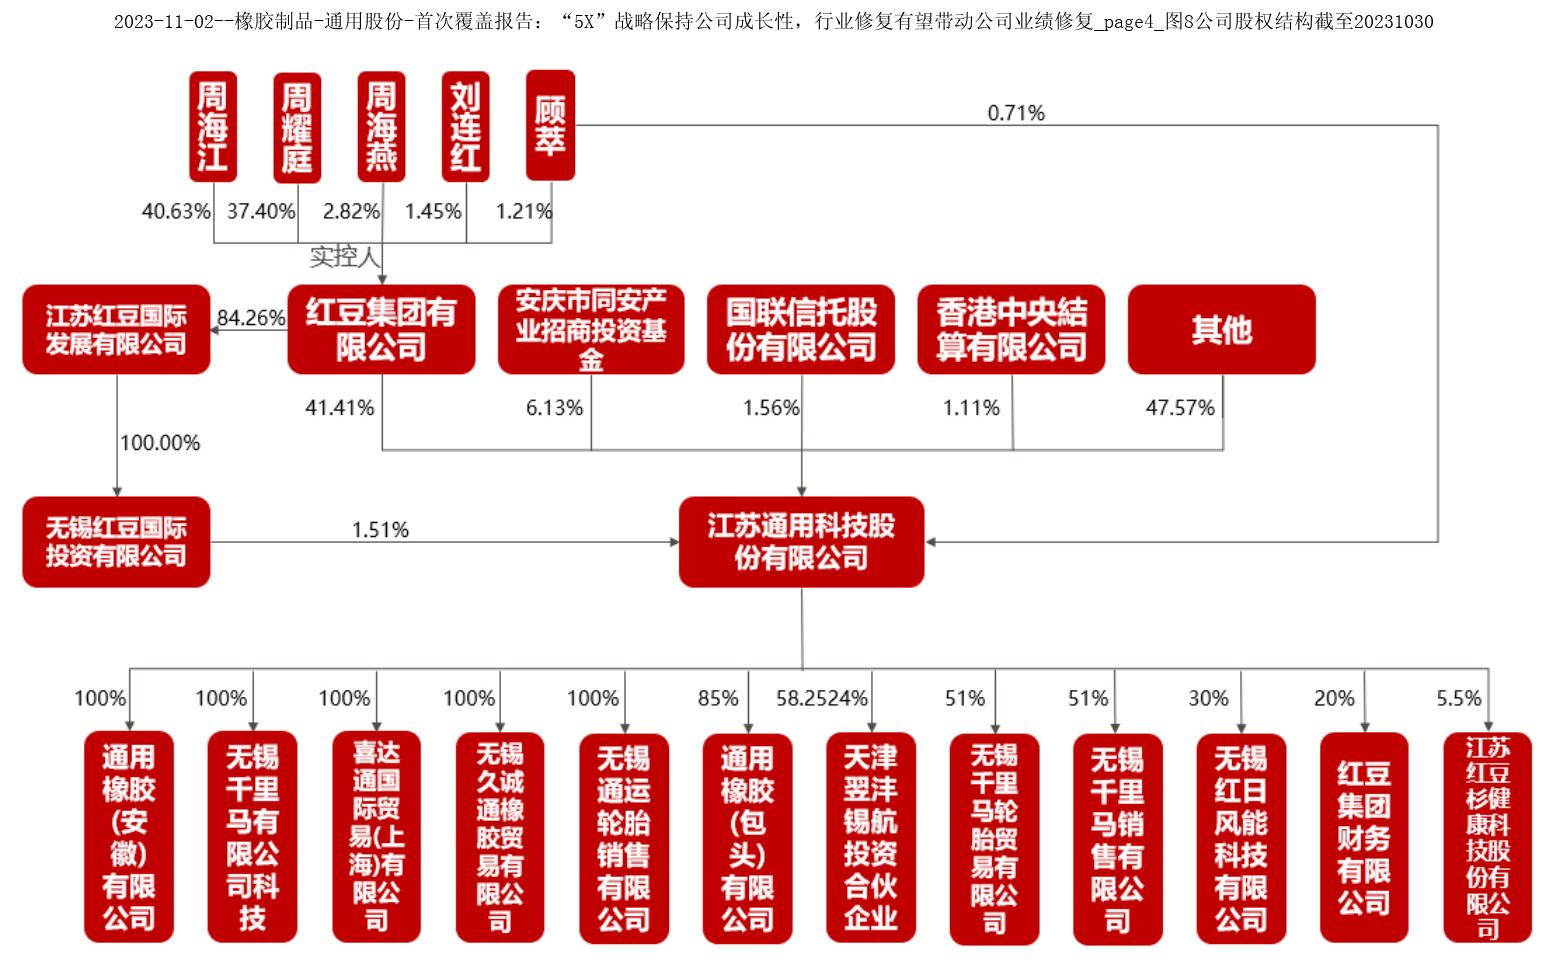 2023-11-02--橡胶制品-通用股份-首次覆盖报告：“5X”战略保持公司成长性，行业修复有望带动公司业绩修复_page4_图8公司股权结构截至20231030
周海江
周耀庭
周海燕
刘连红
顾萃
0.71%
40.63%
37.40%
2.82%
1.45%
1.21%
实控人
江苏红豆国际
发展有限公司
84.26%
红豆集团有
限公司
安庆市同安产
业招商投资基
金
国联信托股
份有限公司
香港中央結
算有限公司
其他
41.41%
6.13%
1.56%
1.11%
47.57%
100.00%
无锡红豆国际
投资有限公司
1.51%
江苏通用科技股
份有限公司
100%
100%
100%
100%
100%
85%
58.2524%
51%
51%
30%
20%
5.5%
通用
橡胶
(安
徽)
有限
公司
无锡
千里
马有
限公
司科
技
喜达
通国
际贸
易(上
海)有
限公
司
无锡
久诚
通橡
胶贸
易有
限公
司
无锡
通运
轮胎
销售
有限
公司
通用
橡胶
(包
头)
有限
公司
天津
翌沣
锡航
投资
合伙
企业
无锡
千里
马轮
胎贸
易有
限公
司
无锡
千里
马销
售有
限公
司
无锡
红日
风能
科技
有限
公司
红豆
集团
财务
有限
公司
江苏
红豆
杉健
康科
技股
份有
限公
司